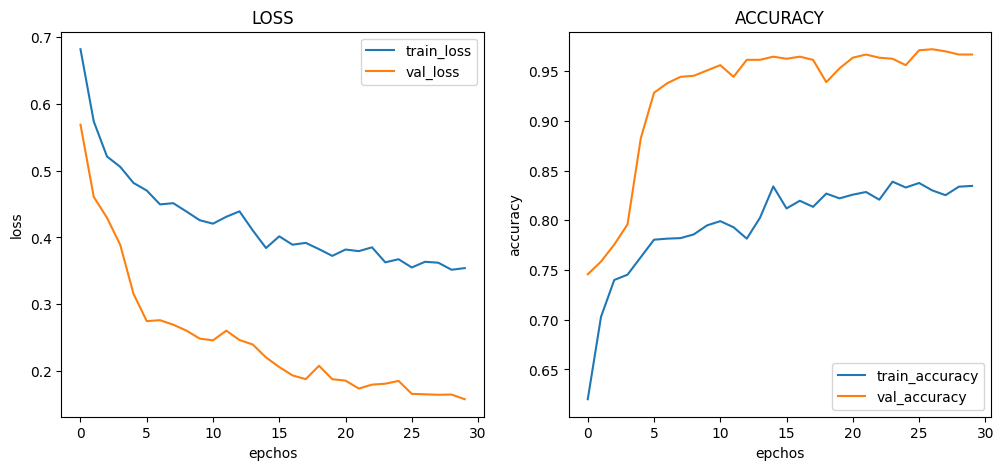 LOSS
0.7
0.6
0.5
0.4
0.3
0.2
loss
train_loss
val_loss
0 5 10 15 20 25 30
epchos
ACCURACY
0.95
0.90
0.85
0.80
0.75
0.70
0.65
accuracy
train_accuracy
val_accuracy
0 5 10 15 20 25 30
epchos